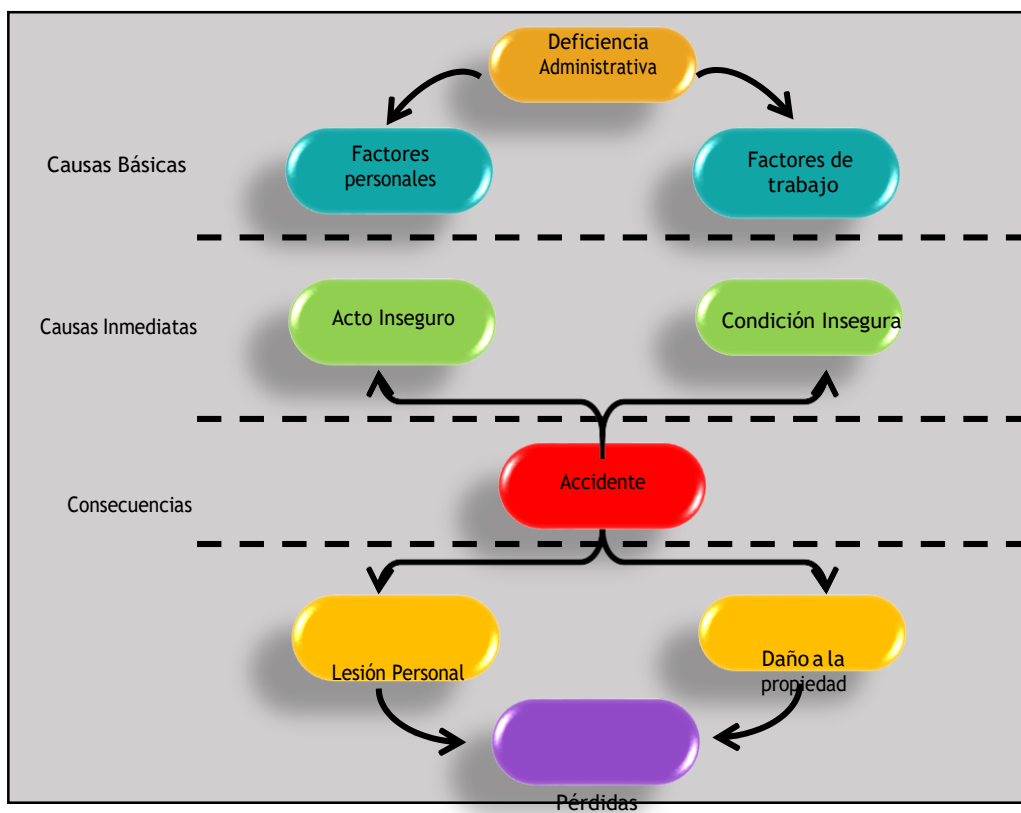 Deficiencia
Administrativa
Causas Básicas
Factores
personales
Factores de
trabajo
Causas Inmediatas
Acto Inseguro
Condición Insegura
Consecuencias
Accidente
Lesión Personal
Daño a la
propiedad
Pérdidas